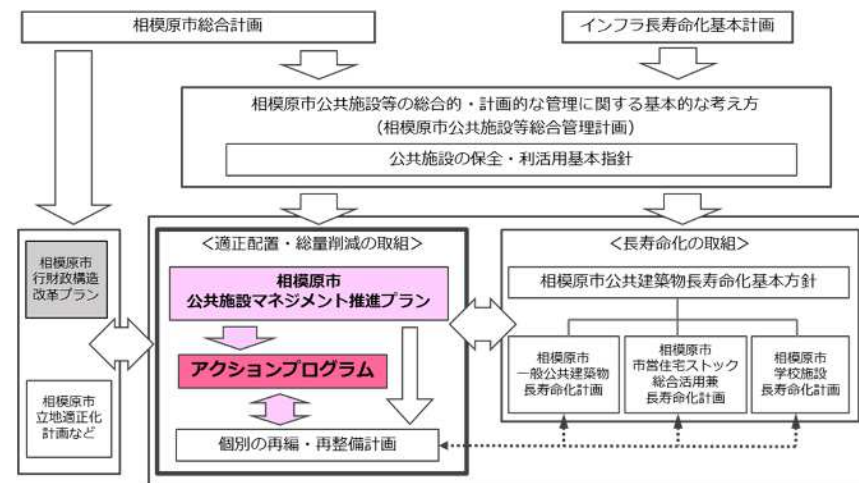 相模原市総合計画
インフラ長寿命化基本計画
相模原市公共施設等の総合的・計画的な管理に関する基本的な考え方
(相模原市公共施設等総合管理計画)
公共施設の保全・利活用基本指針
相模原市
行財政構造
改革プラン
相模原市
立地適正化
計画など
＜適正配置・総量削減の取組＞
相模原市
公共施設マネジメント推進プラン
アクションプログラム
個別の再編・再整備計画
＜長寿命化の取組＞
相模原市公共建築物長寿命化基本方針
相模原市
一般公共建築物
長寿命化計画
相模原市
市営住宅ストック
総合活用兼
長寿命化計画
相模原市
学校施設
長寿命化計画